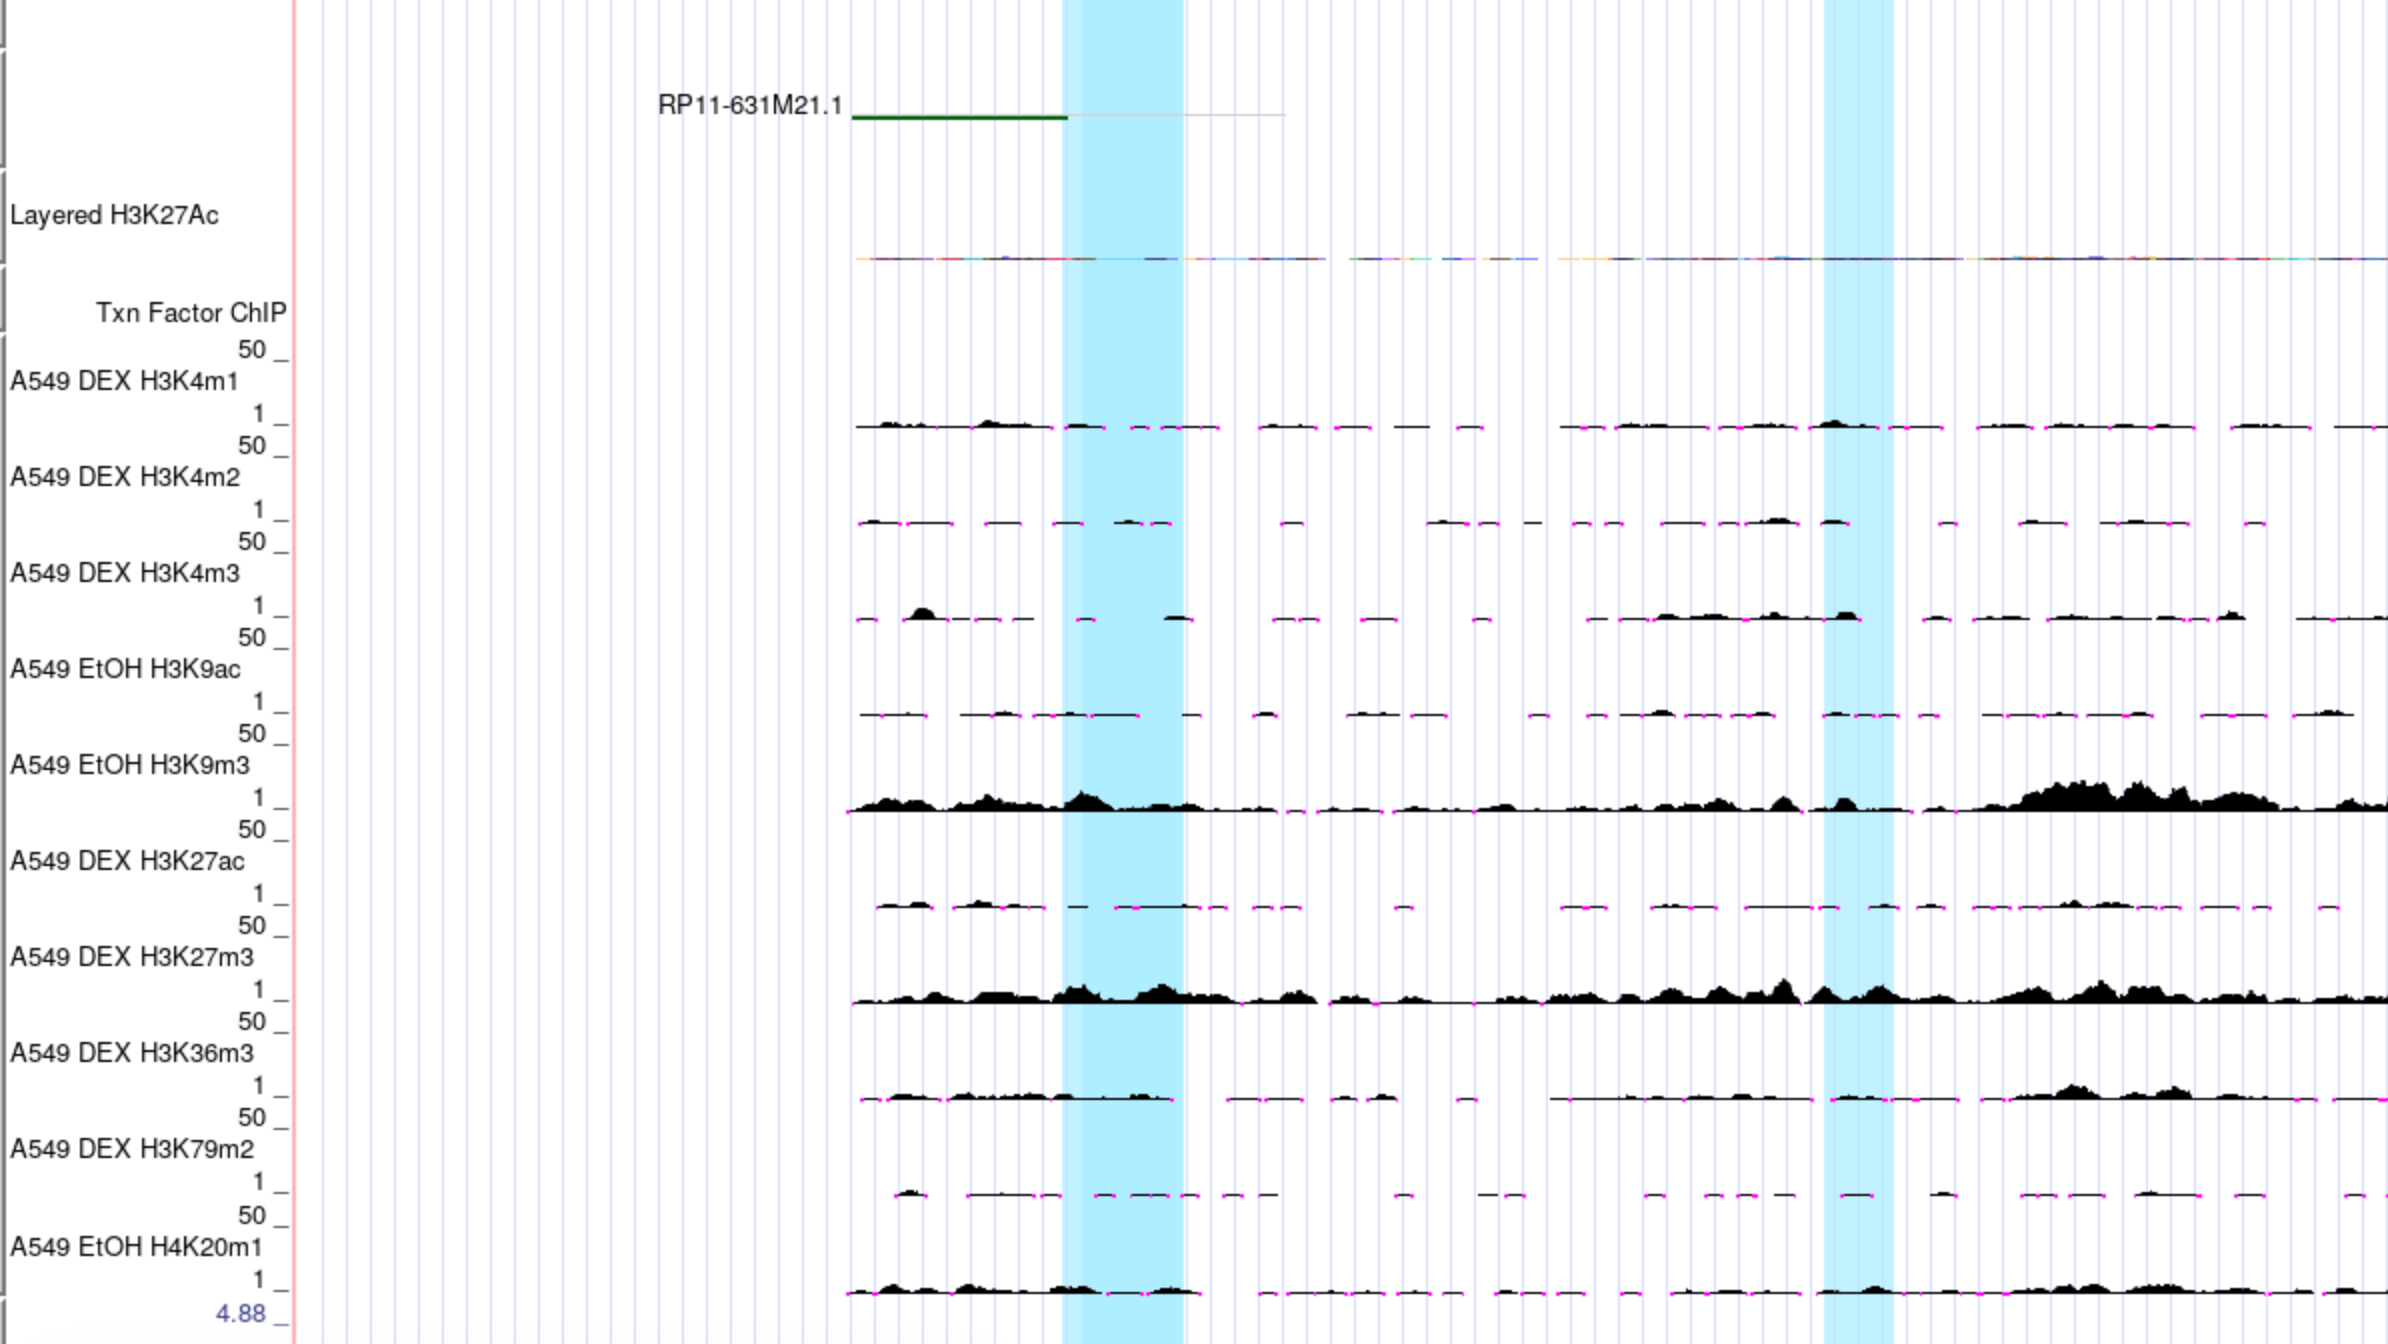 RP11-631M21.1
Layered H3K27Ac
Txn Factor ChIP
50
A549 DEX H3K4m1
1
50
A549 DEX H3K4m2
1
50
A549 DEX H3K4m3
1
50
A549 EtOH H3K9ac
1
50
A549 EtOH H3K9m3
1
50
A549 DEX H3K27ac
1
50
A549 DEX H3K27m3
1
50
A549 DEX H3K36m3
1
50
A549 DEX H3K79m2
1
50
A549 EtOH H4K20m1
1
4.88